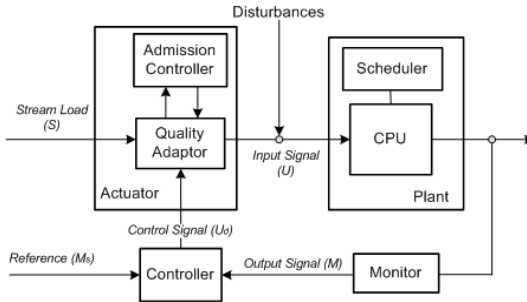 Disturbances
Admission
Controller
Scheduler
Stream Load
(S)
Quality
Adaptor
CPU
Input Signal
(U)
Actuator
Plant
Control Signal (Ud)
Reference (Ms)
Controller
Output Signal (M)
Monitor